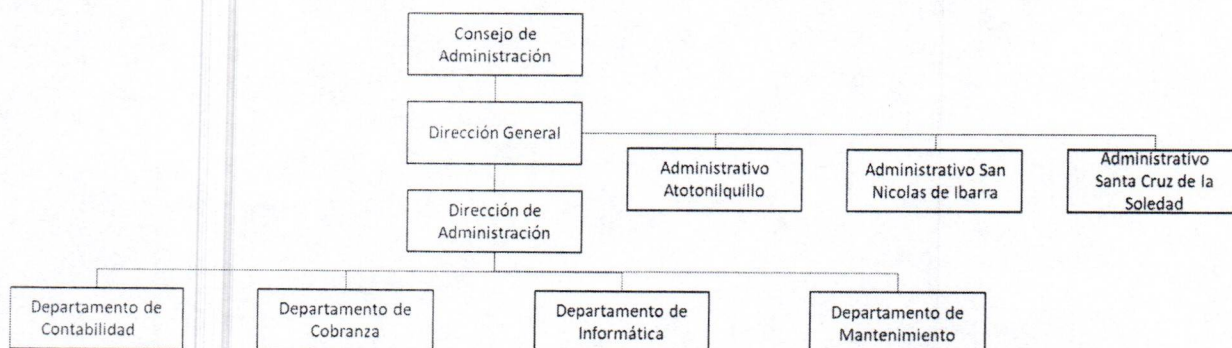 Consejo de
Administración
Dirección General
Administrativo
Atotonilquillo
Administrativo San
Nicolas de Ibarra
Administrativo
Santa Cruz de la
Soledad
Dirección de
Administración
Departamento de
Contabilidad
Departamento de
Cobranza
Departamento de
Informática
Departamento de
Mantenimiento